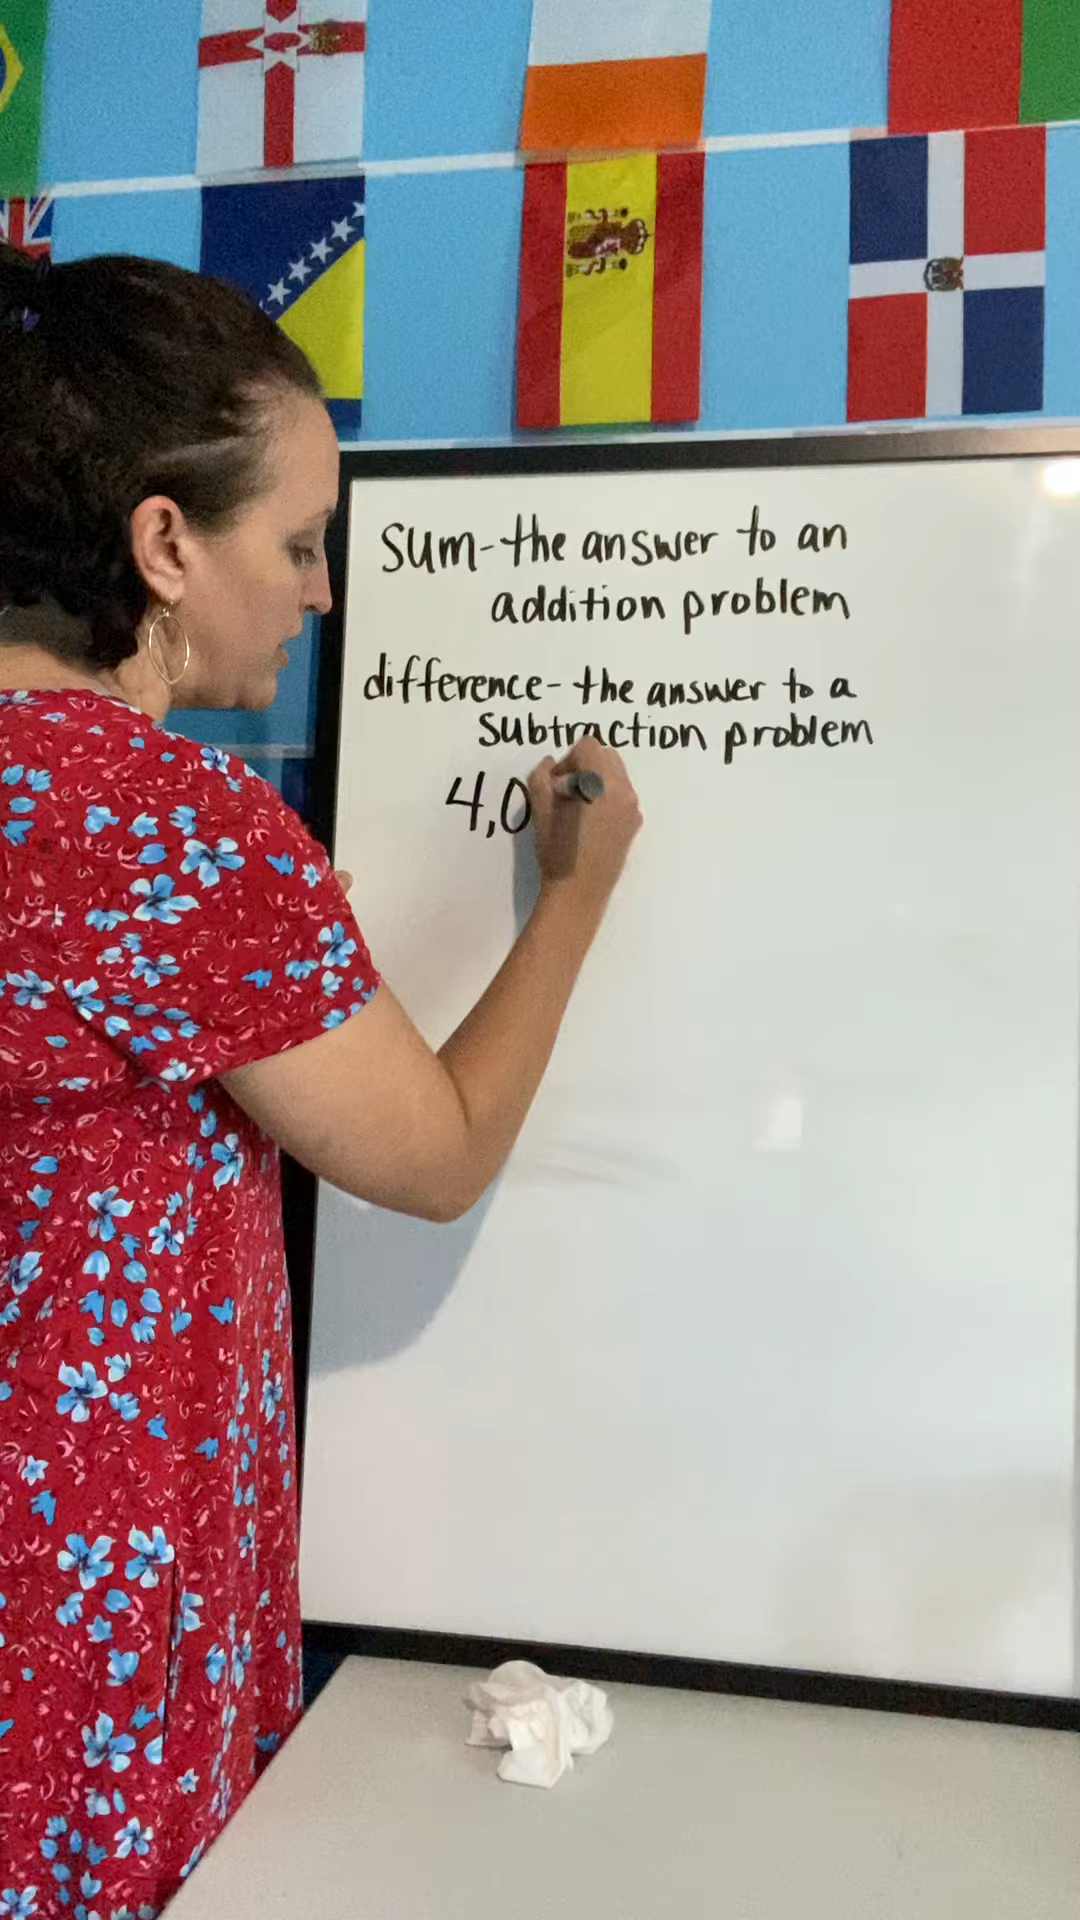 sum-the answer to an
addition problem
difference-the answer to a
subtraction problem
4,0